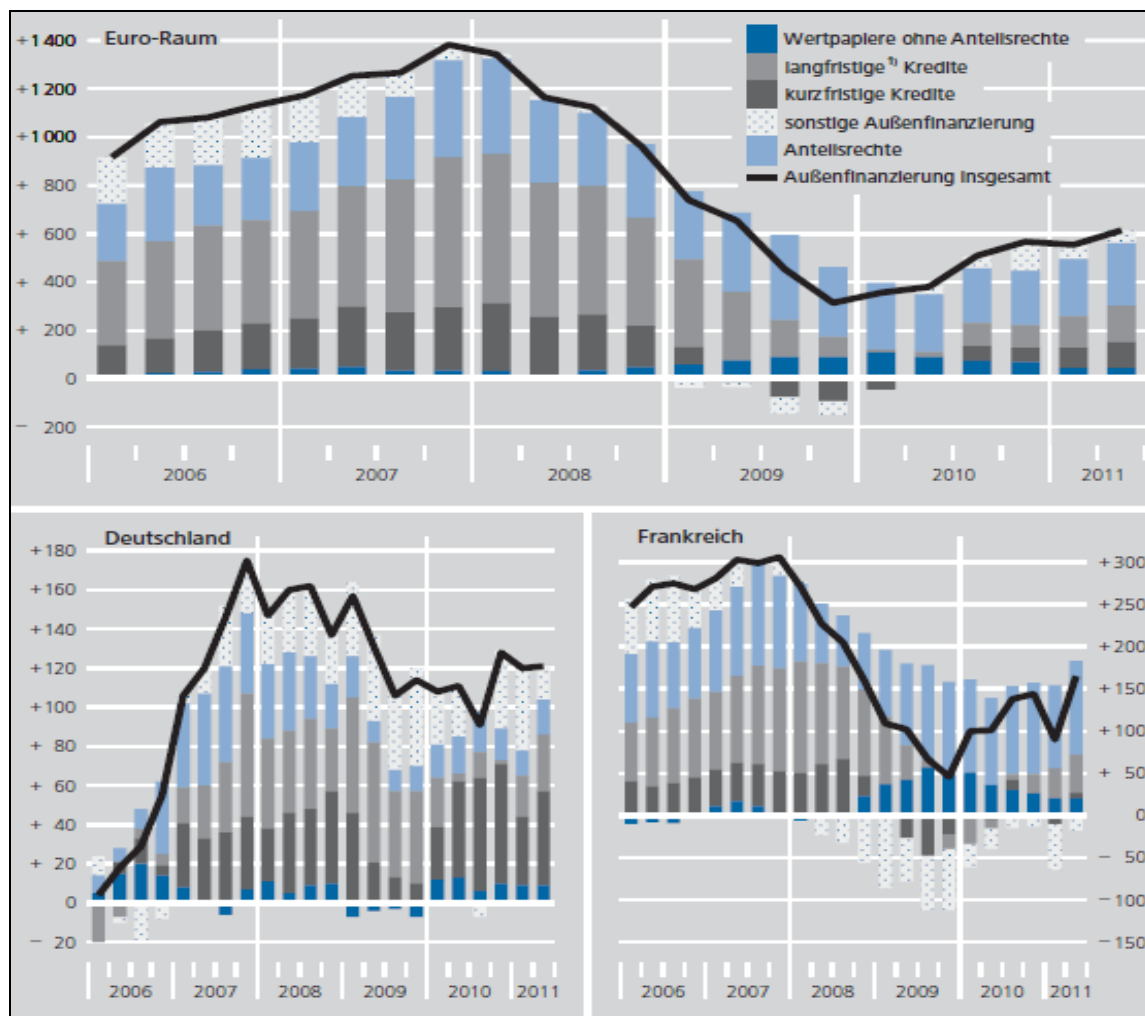 Euro-Raum
Wertpapiere ohne Anteilsrechte
langfristige 1) Kredite
kurzfristige Kredite
sonstige Außenfinanzierung
Anteilsrechte
Außenfinanzierung insgesamt
+1400
+1200
+1000
+ 800
+ 600
+ 400
+ 200
0
− 200
2006 2007 2008 2009 2010 2011
Deutschland
+180
+160
+140
+120
+100
+ 80
+ 60
+ 40
+ 20
0
− 20
2006 2007 2008 2009 2010 2011
Frankreich
+300
+250
+200
+150
+100
+ 50
0
− 50
−100
−150
2006 2007 2008 2009 2010 2011